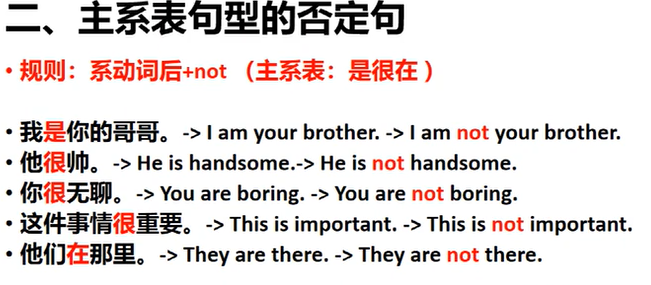 二、主系表句型的否定句
• 规则：系动词后+not （主系表：是很在 ）
• 我是你的哥哥。-> I am your brother. -> I am not your brother.
• 他很帅。-> He is handsome.-> He is not handsome.
• 你很无聊。-> You are boring. -> You are not boring.
• 这件事情很重要。-> This is important. -> This is not important.
• 他们在那里。-> They are there. -> They are not there.